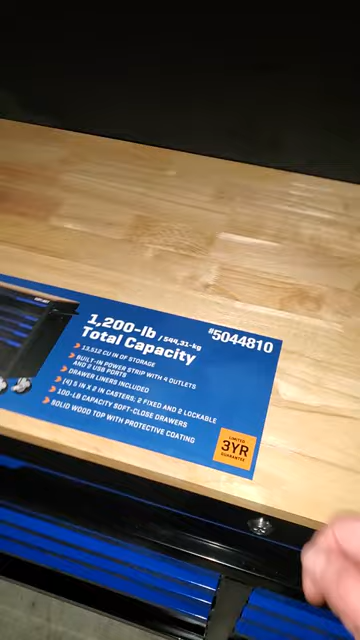 #5044810
1,200-lb / 544.31-kg
Total Capacity
13,512 CU IN OF STORAGE
BUILT-IN POWER STRIP WITH 4 OUTLETS
AND 2 USB PORTS
DRAWER LINERS INCLUDED
(4) 5 IN X 2 IN CASTERS; 2 FIXED AND 2 LOCKABLE
100-LB CAPACITY SOFT-CLOSE DRAWERS
SOLID WOOD TOP WITH PROTECTIVE COATING
LIMITED
3YR
GUARANTEE